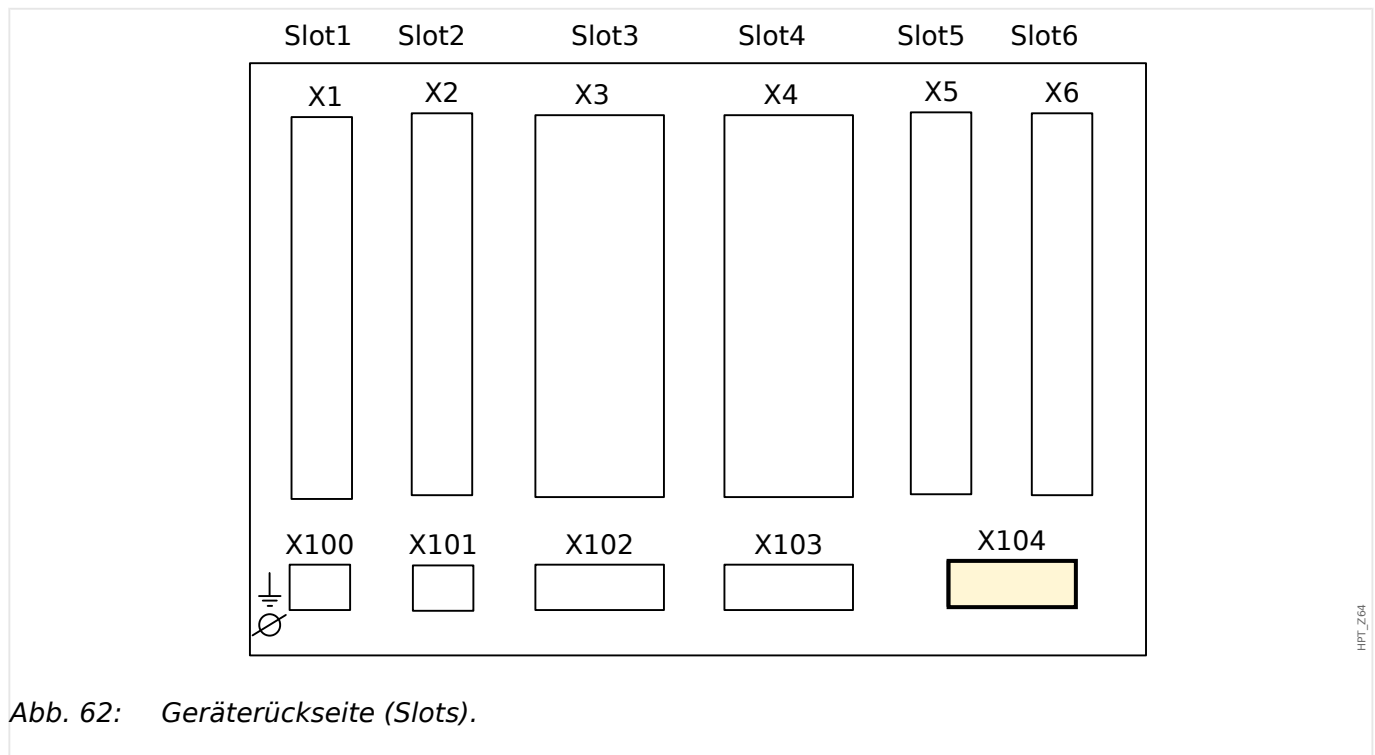 Slot1 Slot2 Slot3 Slot4 Slot5 Slot6
X1 X2 X3 X4 X5 X6
X100 X101 X102 X103 X104
HPT_Z64
Abb. 62: Geräterückseite (Slots).